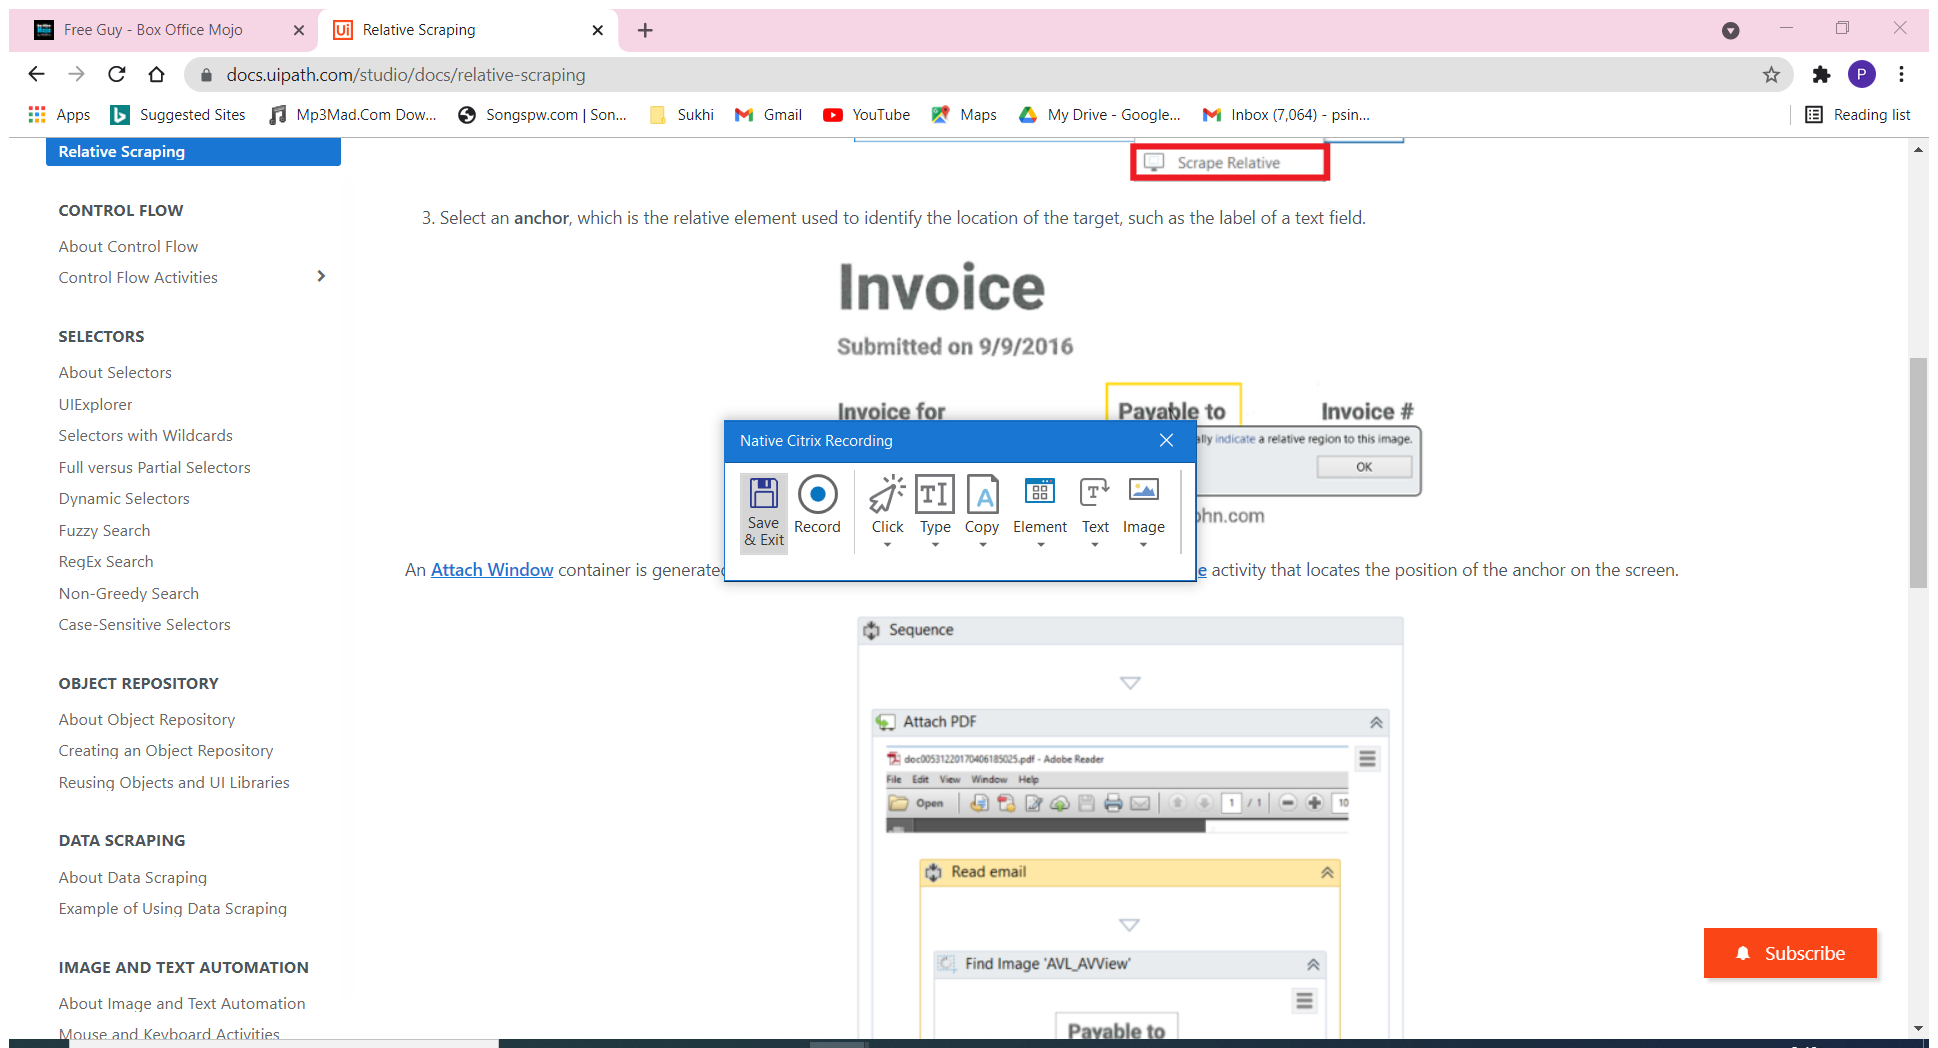 Free Guy - Box Office Mojo
Ui Relative Scraping
docs.uipath.com/studio/docs/relative-scraping
P
Apps
Suggested Sites
Mp3Mad.Com Dow...
Songspw.com | Son...
Sukhi
Gmail
YouTube
Maps
My Drive - Google...
Inbox (7,064) - psin...
Reading list
Relative Scraping
CONTROL FLOW
About Control Flow
Control Flow Activities
SELECTORS
About Selectors
UIExplorer
Selectors with Wildcards
Full versus Partial Selectors
Dynamic Selectors
Fuzzy Search
RegEx Search
Non-Greedy Search
Case-Sensitive Selectors
OBJECT REPOSITORY
About Object Repository
Creating an Object Repository
Reusing Objects and UI Libraries
DATA SCRAPING
About Data Scraping
Example of Using Data Scraping
IMAGE AND TEXT AUTOMATION
About Image and Text Automation
Mouse and Keyboard Activities
Scrape Relative
3. Select an anchor, which is the relative element used to identify the location of the target, such as the label of a text field.
Invoice
Submitted on 9/9/2016
Invoice for
Payable to
Invoice #
indicate a relative region to this image.
OK
ohn.com
Native Citrix Recording
Save & Exit
Record
Click
Type
Copy
Element
Text
Image
An Attach Window container is generated
activity that locates the position of the anchor on the screen.
Sequence
Attach PDF
doc00531220170406185025.pdf - Adobe Reader
File Edit View Window Help
Open
1 / 1
10
Read email
Find Image 'AVL_AVView'
Payable to
Subscribe